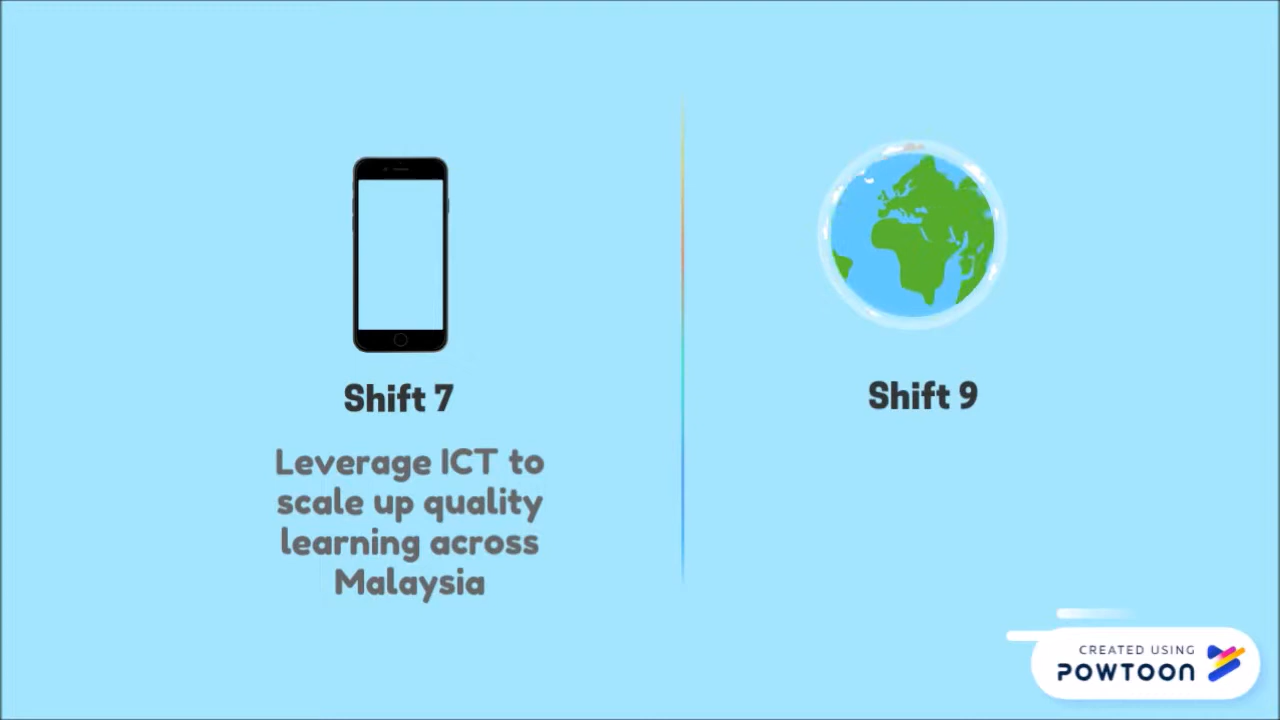 Shift 7
Leverage ICT to
scale up quality
learning across
Malaysia
Shift 9
CREATED USING
POWTOON